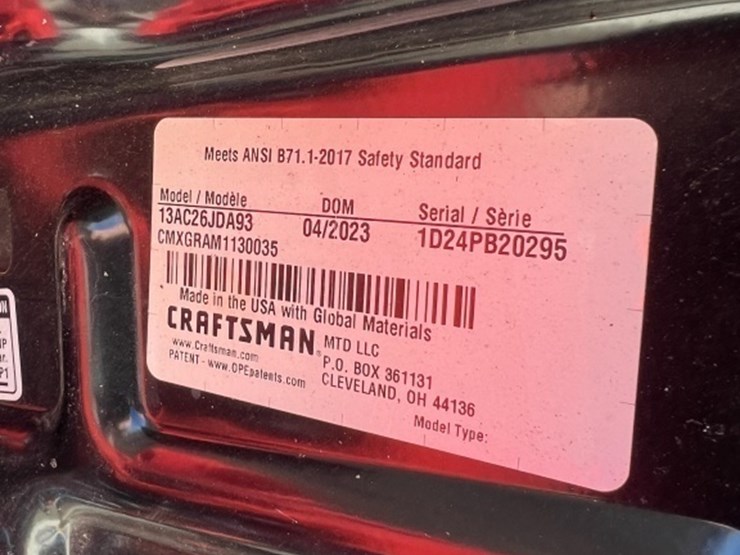 Meets ANSI B71.1-2017 Safety Standard
Model / Modèle DOM Serial / Sèrie
13AC26JDA93 04/2023 1D24PB20295
CMXGRAM1130035
Made in the USA with Global Materials
CRAFTSMAN® MTD LLC
www.Craftsman.com P.O. BOX 361131
PATENT - www.OPEpatents.com CLEVELAND, OH 44136
Model Type:
P1